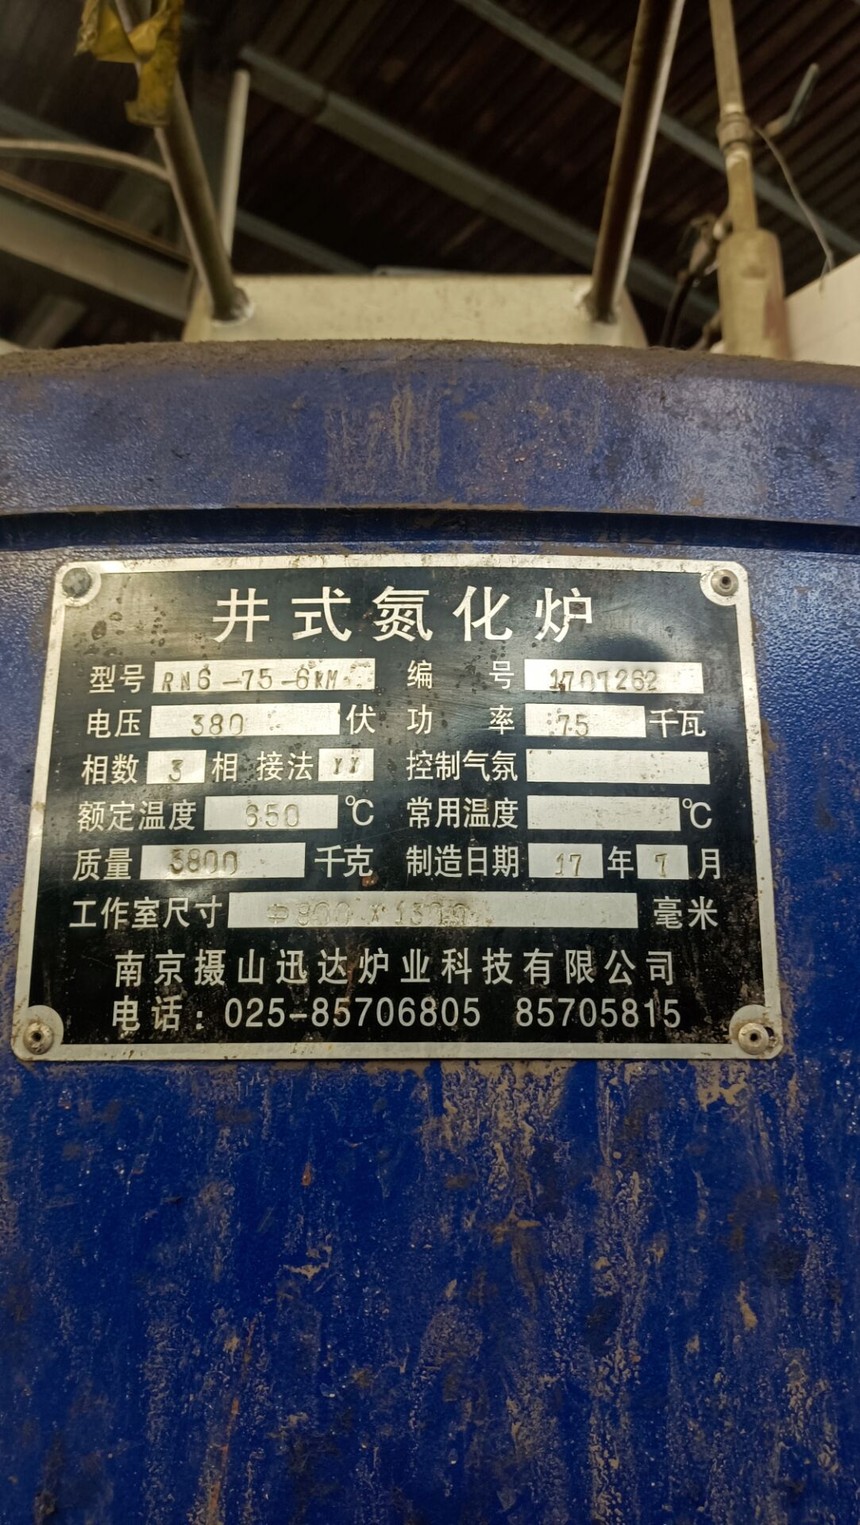 井式氮化炉
型号 RN6-75-6KM 编号 1707262
电压 380 伏 功率 75 千瓦
相数 3 相 接法 YY 控制气氛
额定温度 650 ℃ 常用温度 ℃
质量 3800 千克 制造日期 17 年 7 月
工作室尺寸 Φ800X1300 毫米
南京摄山迅达炉业科技有限公司
电话：025-85706805 85705815